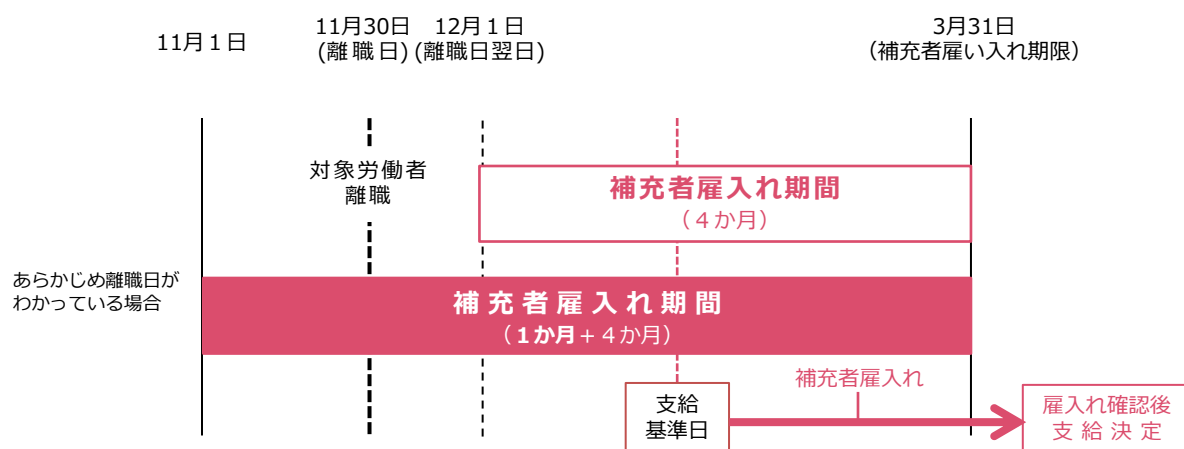 11月１日
11月30日
(離職日)
12月１日
(離職日翌日)
3月31日
（補充者雇い入れ期限）
対象労働者
離職
補充者雇入れ期間
（４か月）
あらかじめ離職日が
わかっている場合
補充者雇入れ期間
（１か月+４か月）
補充者雇入れ
支給
基準日
雇入れ確認後
支給決定